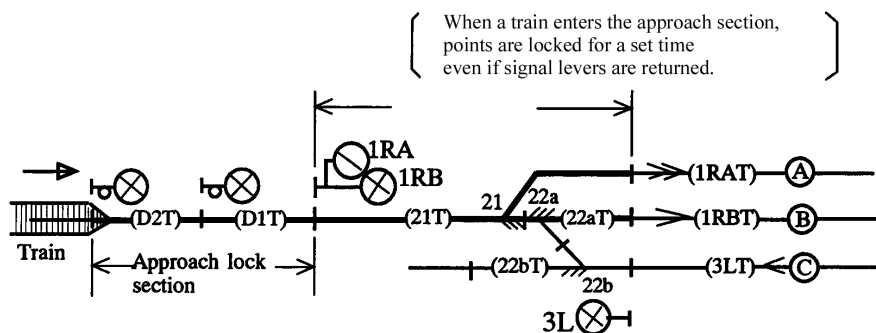 When a train enters the approach section,
points are locked for a set time
even if signal levers are returned.
1RA
1RB
(1RAT) A
21 22a
(D2T) (D1T) (21T) (22aT) (1RBT) B
Train
Approach lock
section
(22bT) (3LT) C
22b
3L